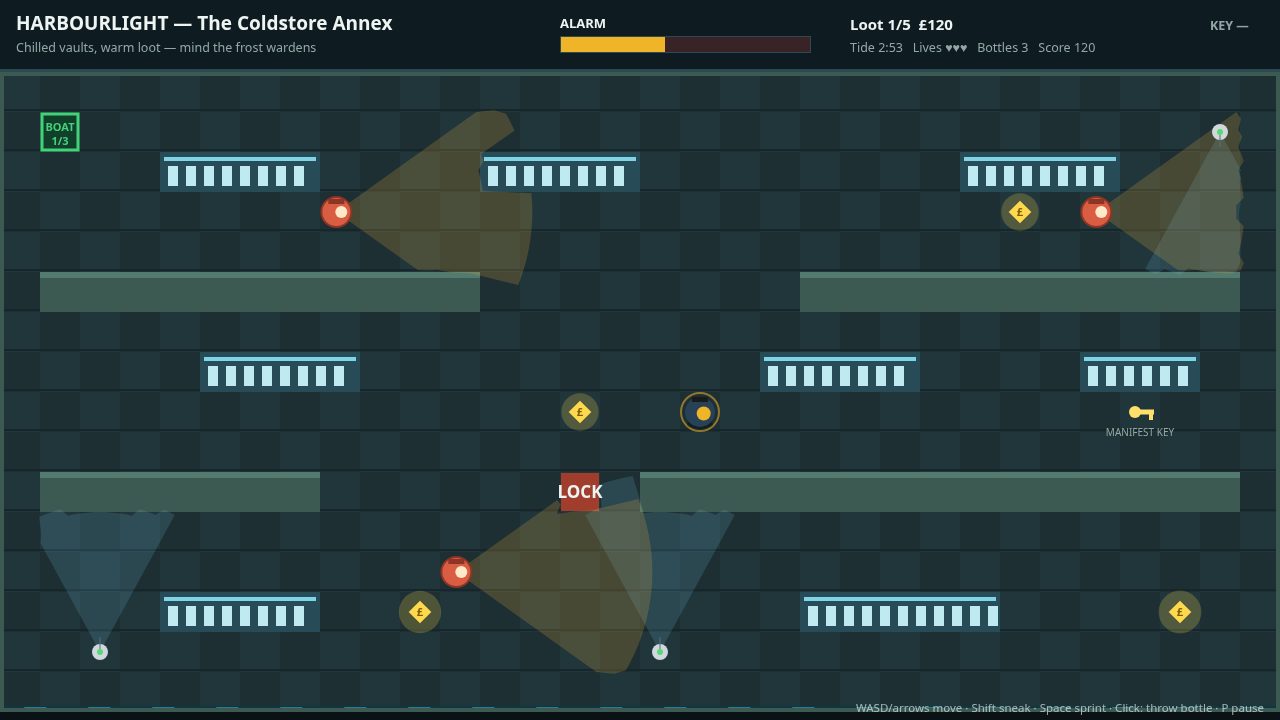 HARBOURLIGHT — The Coldstore Annex
Chilled vaults, warm loot — mind the frost wardens
ALARM
Loot 1/5 £120
Tide 2:53 Lives ♥♥♥ Bottles 3 Score 120
KEY —
BOAT
1/3
£
£
MANIFEST KEY
LOCK
£
£
WASD/arrows move · Shift sneak · Space sprint · Click: throw bottle · P pause